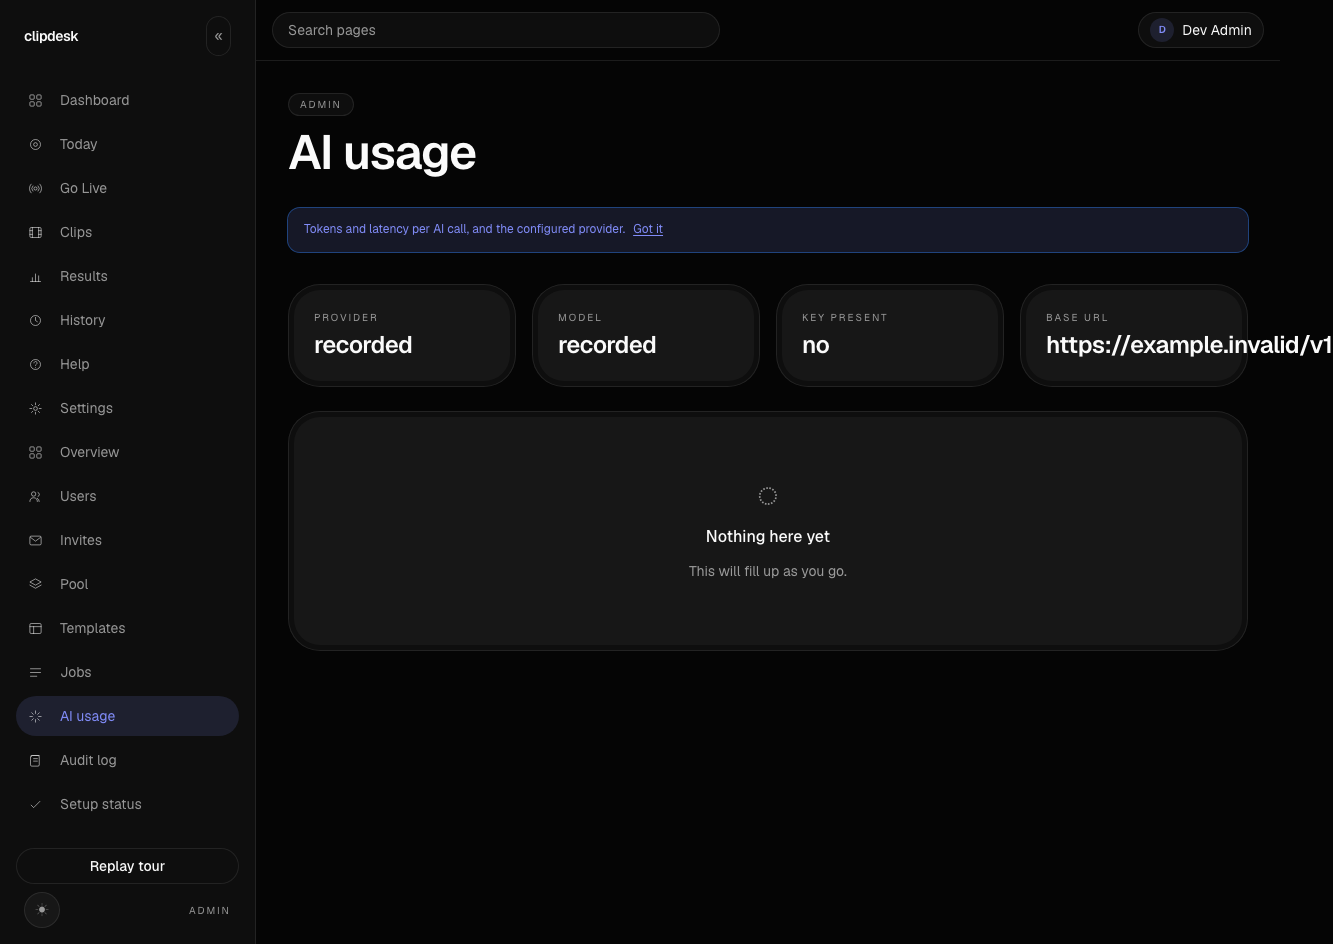 clipdesk
«
Search pages
D
Dev Admin
Dashboard
Today
Go Live
Clips
Results
History
Help
Settings
Overview
Users
Invites
Pool
Templates
Jobs
AI usage
Audit log
Setup status
Replay tour
ADMIN
ADMIN
AI usage
Tokens and latency per AI call, and the configured provider. Got it
PROVIDER
recorded
MODEL
recorded
KEY PRESENT
no
BASE URL
https://example.invalid/v1
Nothing here yet
This will fill up as you go.